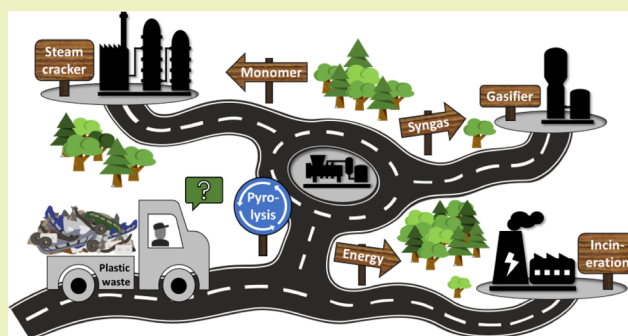 Steam
cracker
Monomer
Gasifier
Syngas
?
Pyro-
lysis
Energy
Incin-
eration
Plastic
waste